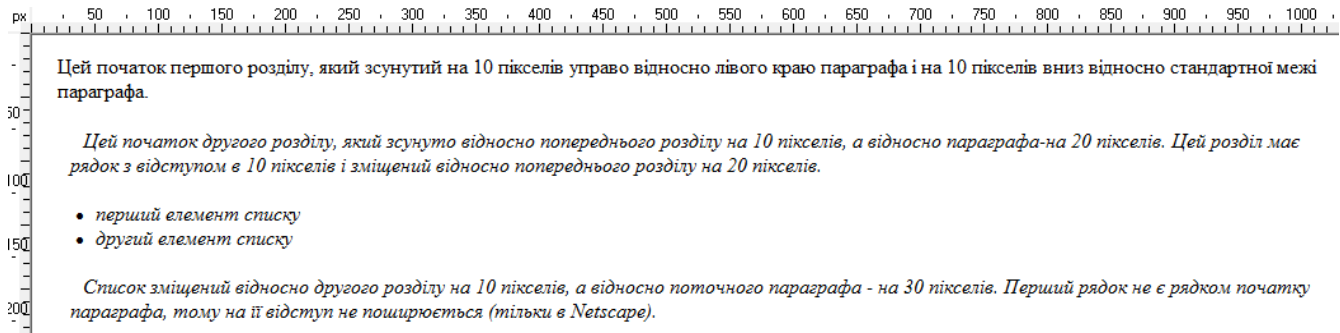 px 50 100 150 200 250 300 350 400 450 500 550 600 650 700 750 800 850 900 950 1000
Цей початок першого розділу, який зсунутий на 10 пікселів управо відносно лівого краю параграфа і на 10 пікселів вниз відносно стандартної межі
параграфа.
50
Цей початок другого розділу, який зсунуто відносно попереднього розділу на 10 пікселів, а відносно параграфа-на 20 пікселів. Цей розділ має
рядок з відступом в 10 пікселів і зміщений відносно попереднього розділу на 20 пікселів.
100
• перший елемент списку
• другий елемент списку
150
Список зміщений відносно другого розділу на 10 пікселів, а відносно поточного параграфа - на 30 пікселів. Перший рядок не є рядком початку
параграфа, тому на її відступ не поширюється (тільки в Netscape).
200